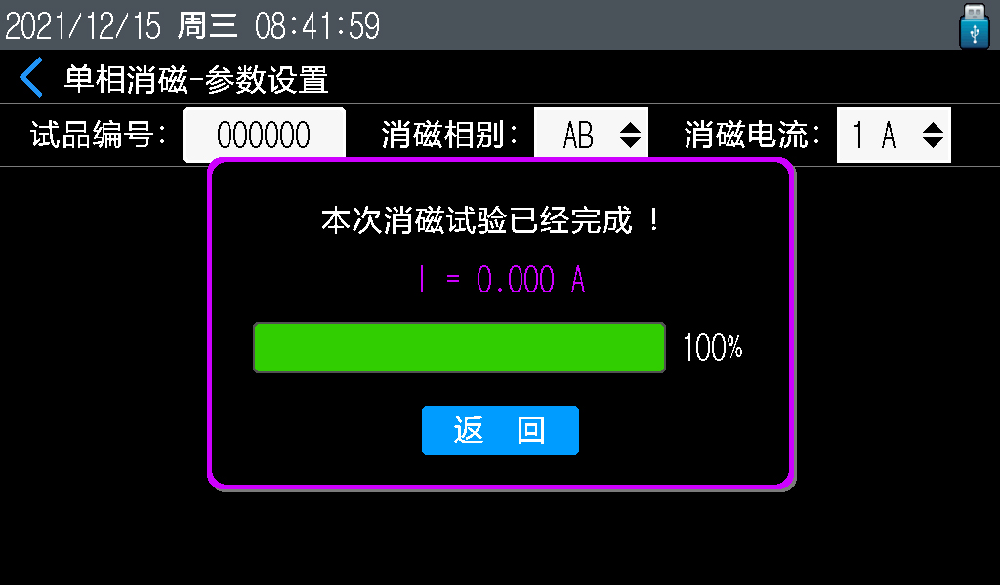 2021/12/15 周三 08:41:59
单相消磁-参数设置
试品编号: 000000 消磁相别: AB 消磁电流: 1 A
本次消磁试验已经完成 !
I = 0.000 A
100%
返 回